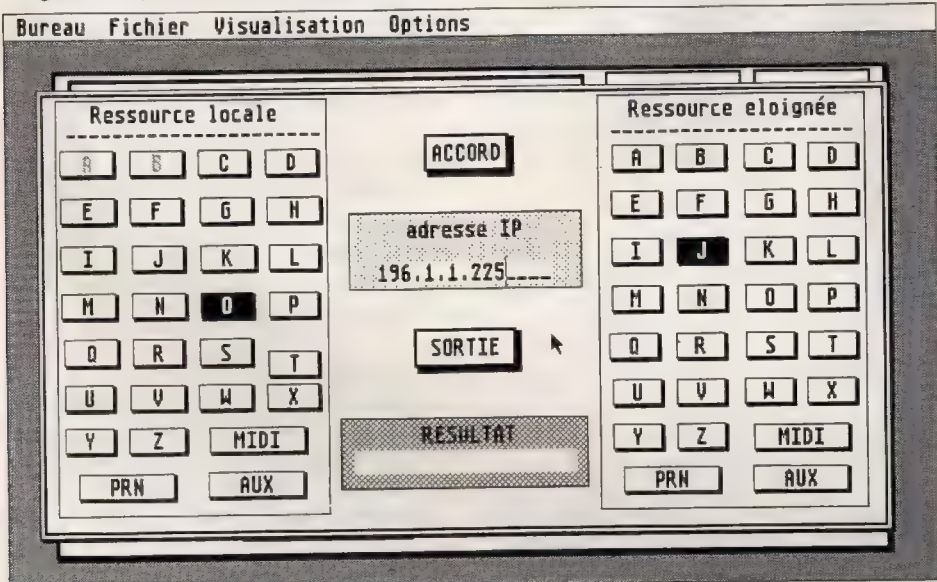 Bureau Fichier Visualisation Options
Ressource locale
A B C D
E F G H
I J K L
M N O P
Q R S T
U V W X
Y Z MIDI
PRN AUX
ACCORD
adresse IP
196.1.1.225____
SORTIE
RESULTAT
Ressource eloignée
A B C D
E F G H
I J K L
M N O P
Q R S T
U V W X
Y Z MIDI
PRN AUX